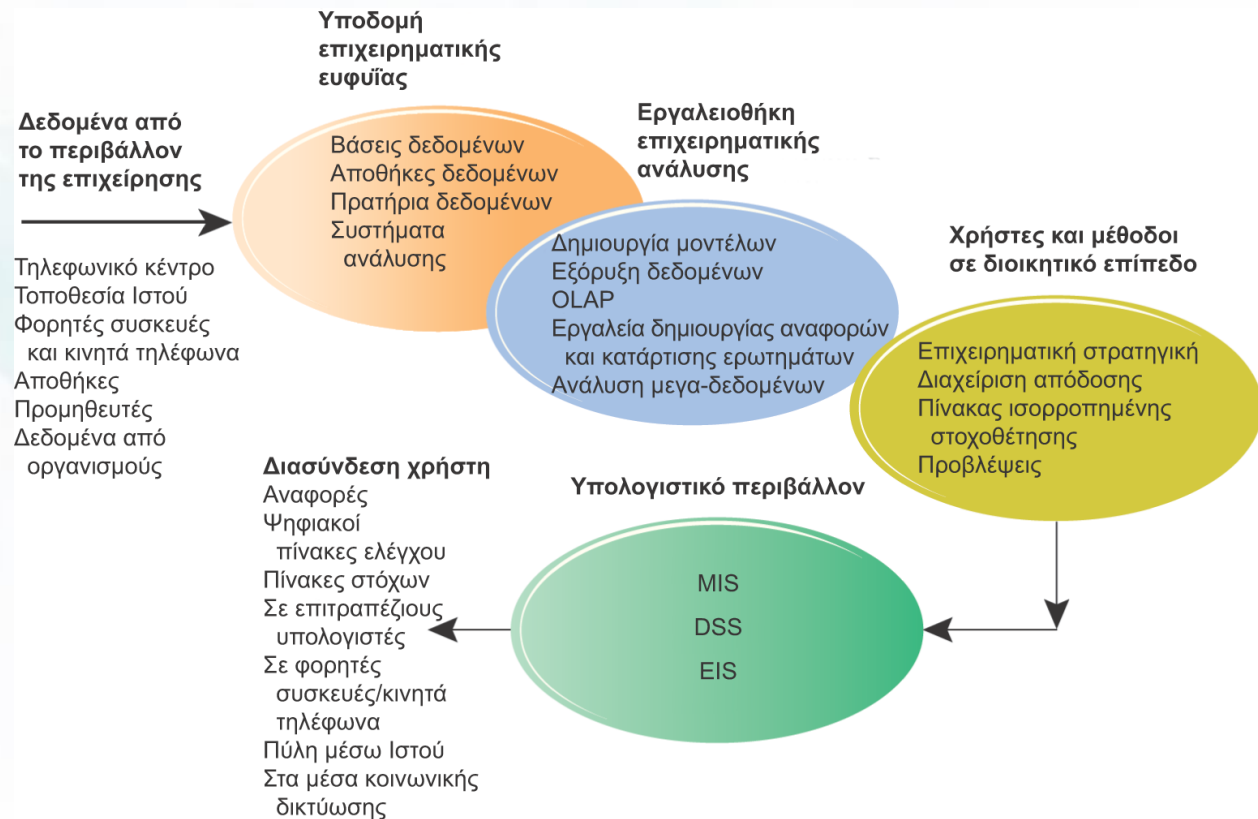 Υποδομή
επιχειρηματικής
ευφυΐας
Δεδομένα από
το περιβάλλον
της επιχείρησης
Τηλεφωνικό κέντρο
Τοποθεσία Ιστού
Φορητές συσκευές
και κινητά τηλέφωνα
Αποθήκες
Προμηθευτές
Δεδομένα από
οργανισμούς
Βάσεις δεδομένων
Αποθήκες δεδομένων
Πρατήρια δεδομένων
Συστήματα
ανάλυσης
Εργαλειοθήκη
επιχειρηματικής
ανάλυσης
Δημιουργία μοντέλων
Εξόρυξη δεδομένων
OLAP
Εργαλεία δημιουργίας αναφορών
και κατάρτισης ερωτημάτων
Ανάλυση μεγα-δεδομένων
Χρήστες και μέθοδοι
σε διοικητικό επίπεδο
Επιχειρηματική στρατηγική
Διαχείριση απόδοσης
Πίνακας ισορροπημένης
στοχοθέτησης
Προβλέψεις
Υπολογιστικό περιβάλλον
MIS
DSS
EIS
Διασύνδεση χρήστη
Αναφορές
Ψηφιακοί
πίνακες ελέγχου
Πίνακες στόχων
Σε επιτραπέζιους
υπολογιστές
Σε φορητές
συσκευές/κινητά
τηλέφωνα
Πύλη μέσω Ιστού
Στα μέσα κοινωνικής
δικτύωσης